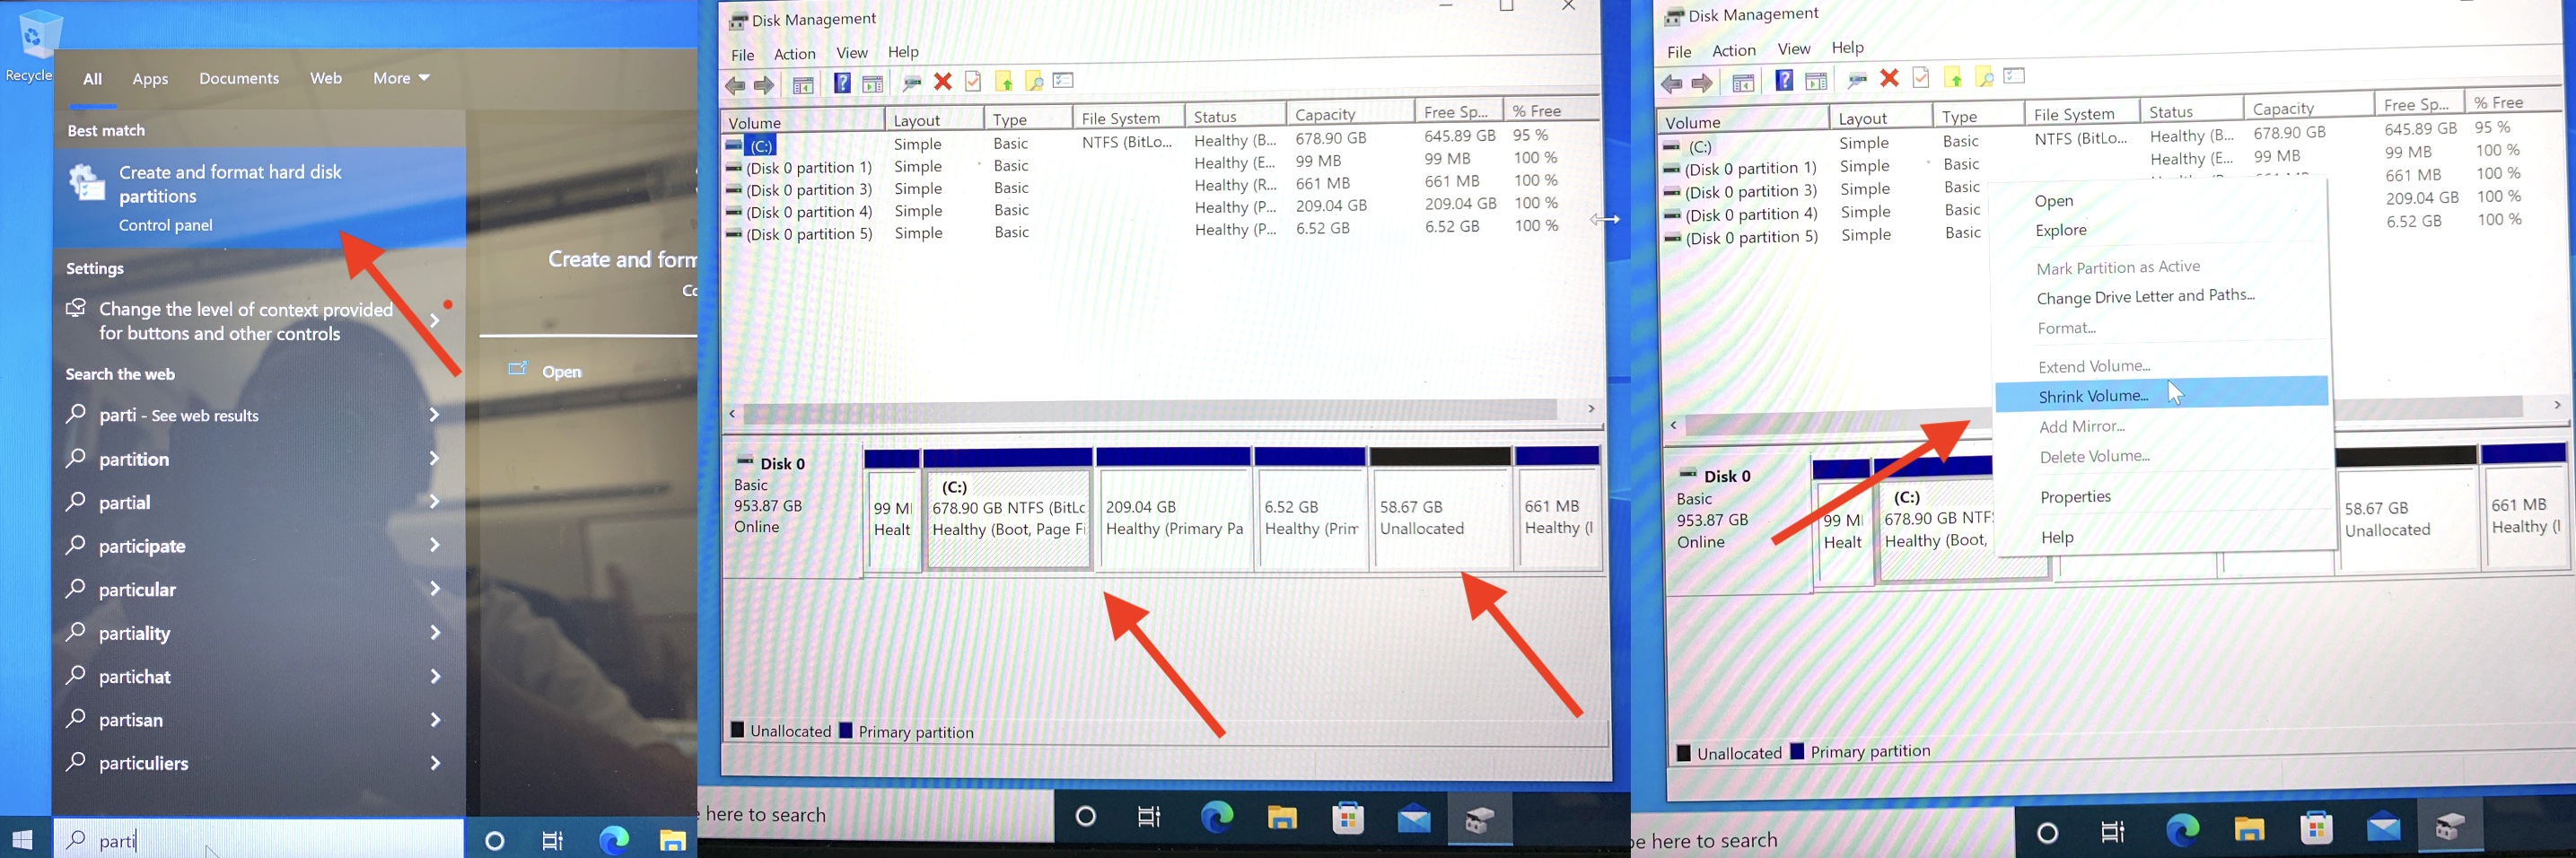 Recycle
All Apps Documents Web More
Best match
Create and format hard disk
partitions
Control panel
Settings
Change the level of context provided
for buttons and other controls
Search the web
parti - See web results
partition
partial
participate
particular
partiality
partichat
partisan
particuliers
parti
Create and form
Co
Open
Disk Management
File Action View Help
Volume Layout Type File System Status Capacity Free Sp... % Free
(C:) Simple Basic NTFS (BitLo... Healthy (B... 678.90 GB 645.89 GB 95 %
(Disk 0 partition 1) Simple Basic Healthy (E... 99 MB 99 MB 100 %
(Disk 0 partition 3) Simple Basic Healthy (R... 661 MB 661 MB 100 %
(Disk 0 partition 4) Simple Basic Healthy (P... 209.04 GB 209.04 GB 100 %
(Disk 0 partition 5) Simple Basic Healthy (P... 6.52 GB 6.52 GB 100 %
Disk 0
Basic
953.87 GB
Online
99 M
Healt
(C:)
678.90 GB NTFS (BitLc
Healthy (Boot, Page Fi
209.04 GB
Healthy (Primary Pa
6.52 GB
Healthy (Prim
58.67 GB
Unallocated
661 MB
Healthy (I
Unallocated Primary partition
here to search
Disk Management
File Action View Help
Volume Layout Type File System Status Capacity Free Sp... % Free
(C:) Simple Basic NTFS (BitLo... Healthy (B... 678.90 GB 645.89 GB 95 %
(Disk 0 partition 1) Simple Basic Healthy (E... 99 MB 99 MB 100 %
(Disk 0 partition 3) Simple Basic 661 MB 100 %
(Disk 0 partition 4) Simple Basic 209.04 GB 100 %
(Disk 0 partition 5) Simple Basic 6.52 GB 100 %
Open
Explore
Mark Partition as Active
Change Drive Letter and Paths...
Format...
Extend Volume...
Shrink Volume...
Add Mirror...
Delete Volume...
Properties
Help
Disk 0
Basic
953.87 GB
Online
99 M
Healt
(C:)
678.90 GB NTF
Healthy (Boot,
58.67 GB
Unallocated
661 MB
Healthy (I
Unallocated Primary partition
pe here to search